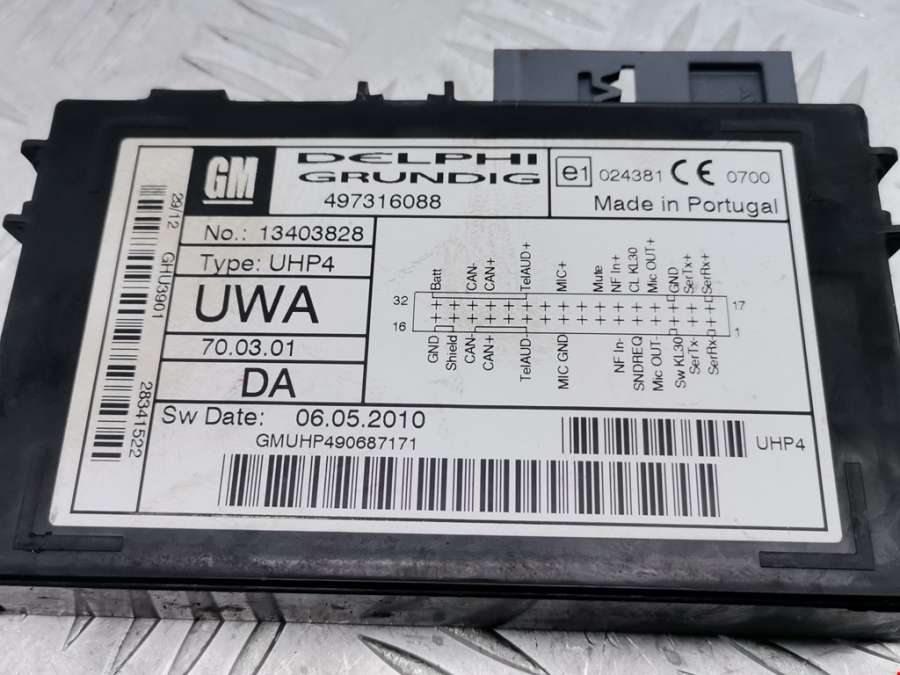 GM
DELPHI
GRUNDIG
497316088
e1 024381 CE 0700
Made in Portugal
29/12
GHU3901
28341522
No.: 13403828
Type: UHP4
UWA
70.03.01
DA
Batt
CAN-
CAN+
TelAUD+
MIC+
Mute
NF In+
CL KL30
Mic OUT+
GND
SerTx+
SerRx+
32
17
16
1
GND
Shield
CAN-
CAN+
TelAUD-
MIC GND
NF In-
SNDREQ
Mic OUT-
Sw KL30
SerTx-
SerRx-
Sw Date: 06.05.2010
GMUHP490687171
UHP4